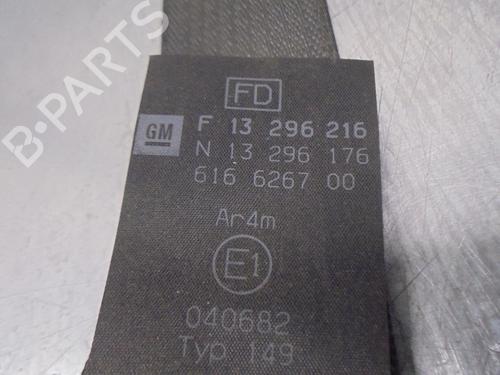 B-PARTS
FD
GM F 13 296 216
N 13 296 176
616 6267 00
Ar4m
E1
040682
Typ 149